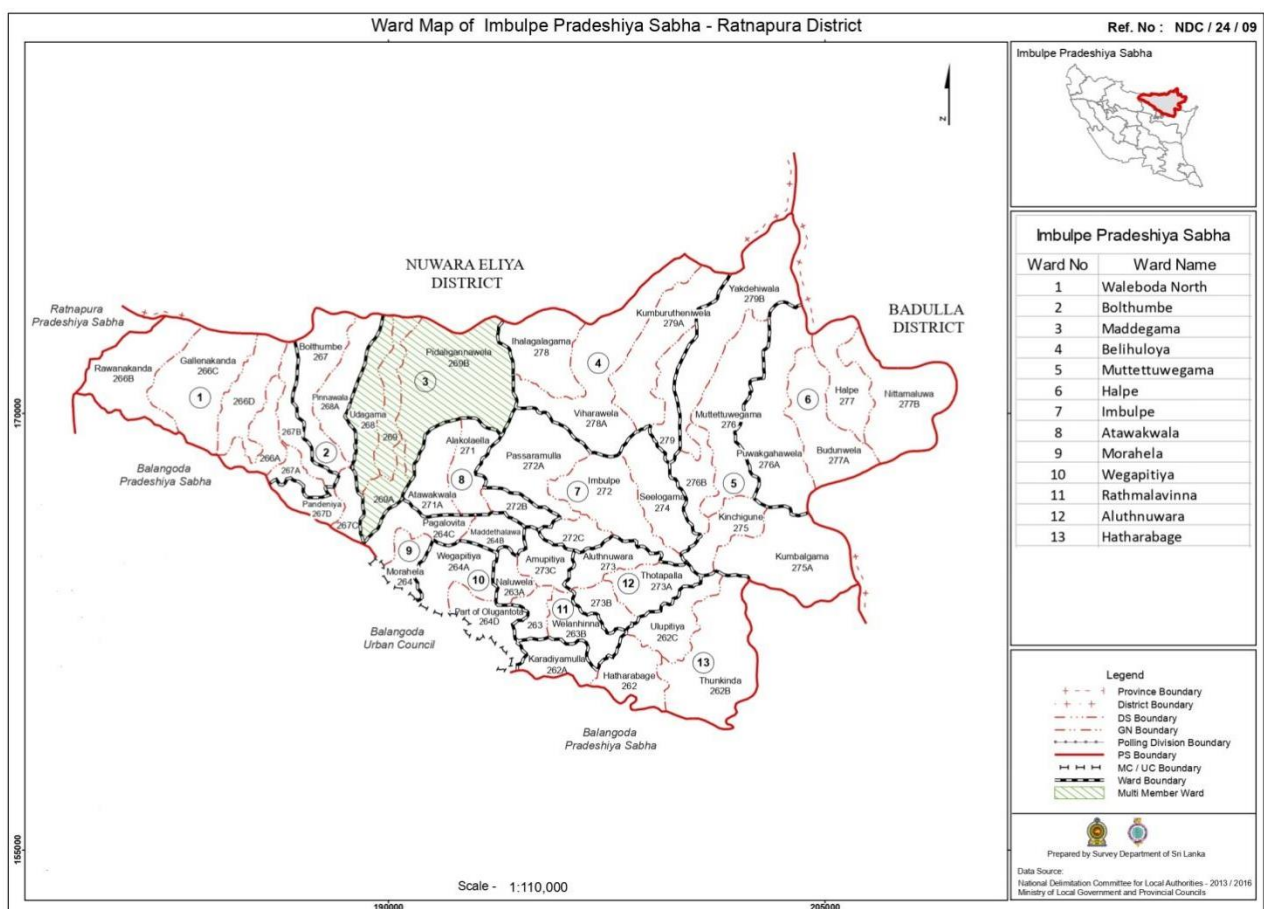 Ward Map of Imbulpe Pradeshiya Sabha - Ratnapura District
Ref. No : NDC / 24 / 09
Imbulpe Pradeshiya Sabha
Imbulpe Pradeshiya Sabha
Ward No Ward Name
1 Waleboda North
2 Bolthumbe
3 Maddegama
4 Belihuloya
5 Muttettuwegama
6 Halpe
7 Imbulpe
8 Atawakwala
9 Morahela
10 Wegapitiya
11 Rathmalavinna
12 Aluthnuwara
13 Hatharabage
Legend
Province Boundary
District Boundary
DS Boundary
GN Boundary
Polling Division Boundary
PS Boundary
MC / UC Boundary
Ward Boundary
Multi Member Ward
Prepared by Survey Department of Sri Lanka
Data Source:
National Delimitation Committee for Local Authorities - 2013 / 2016
Ministry of Local Government and Provincial Councils
N
NUWARA ELIYA
DISTRICT
BADULLA
DISTRICT
Ratnapura
Pradeshiya Sabha
Balangoda
Pradeshiya Sabha
Balangoda
Urban Council
Balangoda
Pradeshiya Sabha
Rawanakanda
266B
Gallenakanda
266C
1
266D
266A
267B
267A
Bolthumbe
267
Pinnawala
268A
2
Pandeniya
267D
267C
Udagama
268
269
Pidaligannawela
269B
3
269A
Ihalagalagama
278
Kumburutheniwela
279A
4
Viharawela
278A
279
Yakdehiwala
279B
Muttettuwegama
276
276B
5
Puwakgahawela
276A
Kinchigune
275
Kumbalgama
275A
6
Halpe
277
Nittamaluwa
277B
Budunwela
277A
Alakolaella
271
8
Atawakwala
271A
Passaramulla
272A
Imbulpe
272
7
Seelogama
274
272B
272C
Pagalovita
264C
Maddethalawa
264B
9
Morahela
264
Wegapitiya
264A
10
Part of Olugantota
264D
Naluwela
263A
Amupitiya
273C
263
11
Welanhinna
263B
Aluthnuwara
273
Thotapalla
273A
12
273B
Karadiyamulla
262A
Hatharabage
262
Ulupitiya
262C
13
Thunkinda
262B
170000
155000
190000
205000
Scale - 1:110,000